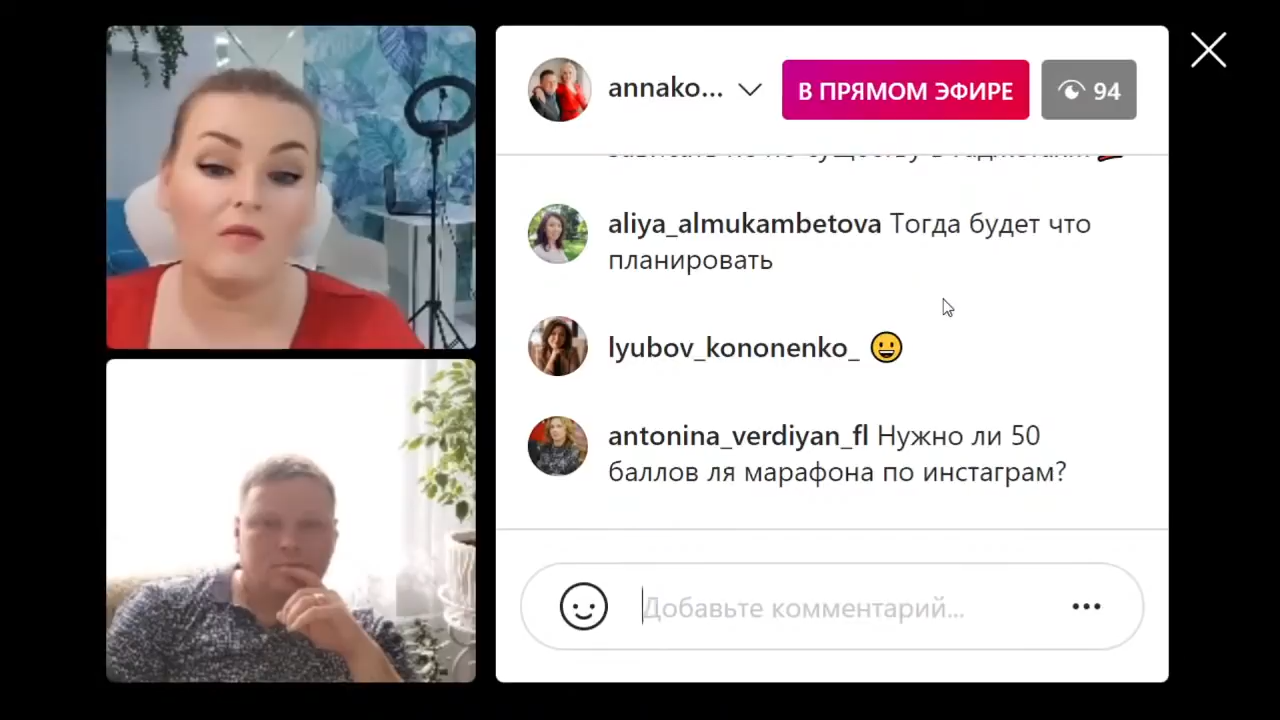 annako...
В ПРЯМОМ ЭФИРЕ
94
aliya_almukambetova Тогда будет что
планировать
lyubov_kononenko_
antonina_verdiyan_fl Нужно ли 50
баллов ля марафона по инстаграм?
Добавьте комментарий...